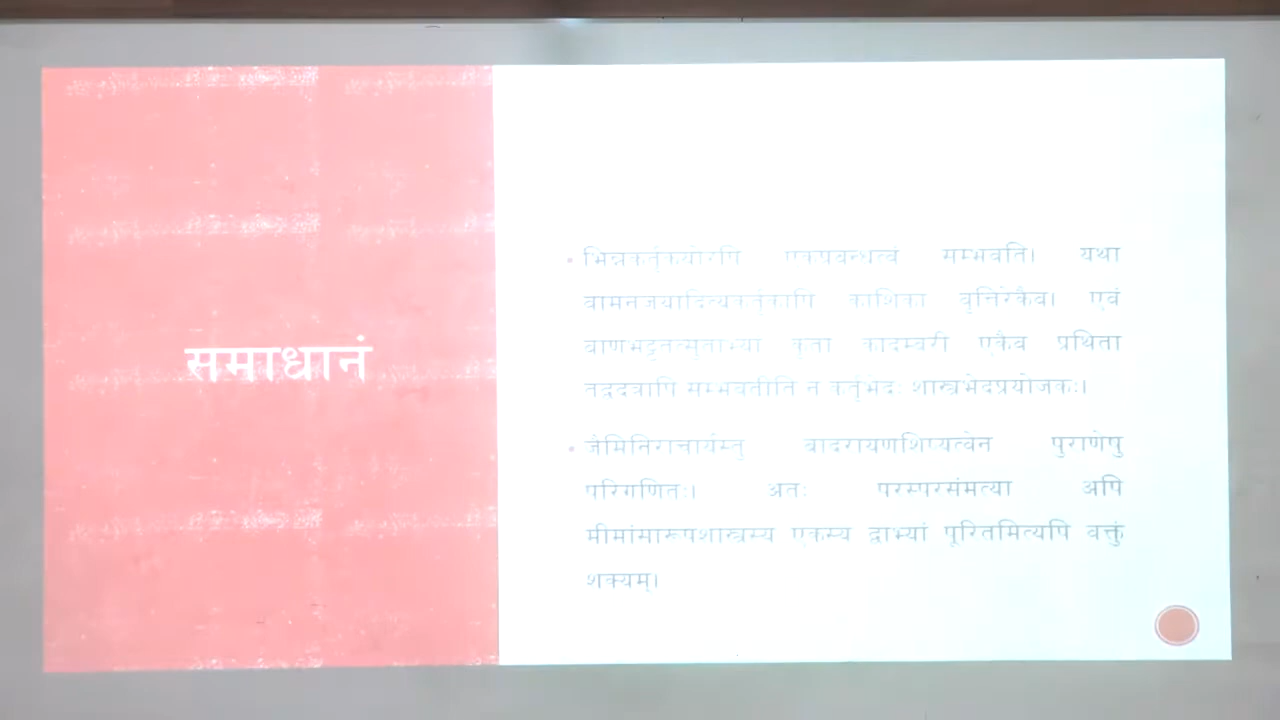 समाधानं
भिन्नकर्तृकयोरपि एकप्रबन्धत्वं सम्भवति। यथा
वामनजयादित्यकर्तृकापि काशिका वृत्तिरेकैव। एवं
बाणभट्टतत्सुताभ्यां कृता कादम्बरी एकैव प्रथिता
तद्वदत्रापि सम्भवतीति न कर्तृभेदः शास्त्रभेदप्रयोजकः।
जैमिनिराचार्यस्तु बादरायणशिष्यत्वेन पुराणेषु
परिगणितः। अतः परस्परसंमत्या अपि
मीमांसारूपशास्त्रस्य एकस्य द्वाभ्यां पूरितमित्यपि वक्तुं
शक्यम्।